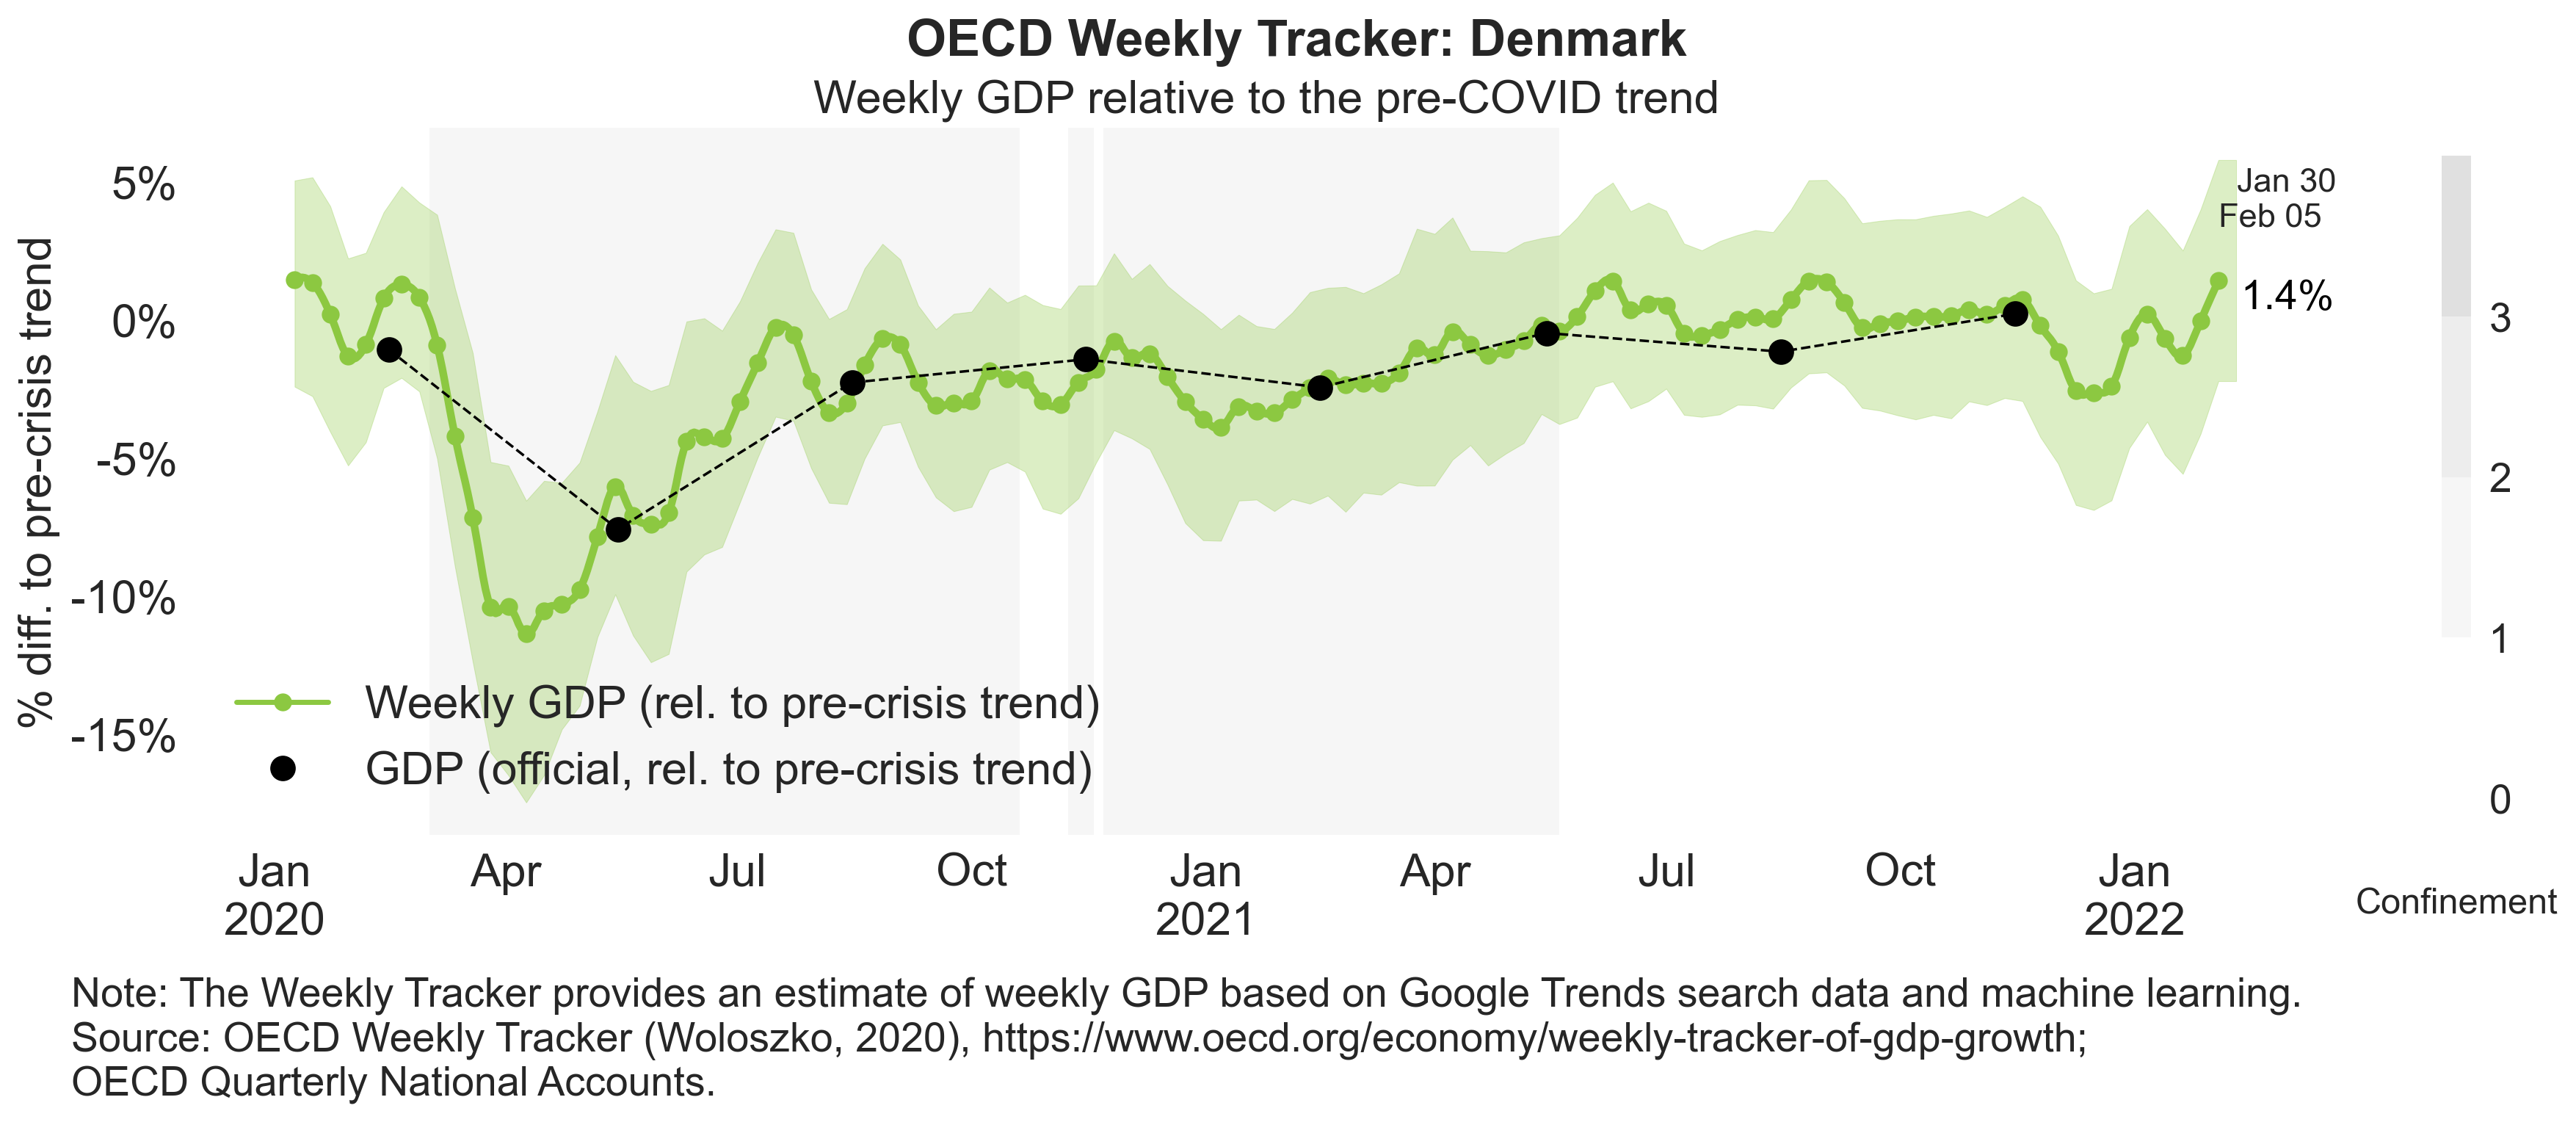 OECD Weekly Tracker: Denmark
Weekly GDP relative to the pre-COVID trend
% diff. to pre-crisis trend
5%
0%
-5%
-10%
-15%
Jan 30
Feb 05
1.4%
Weekly GDP (rel. to pre-crisis trend)
GDP (official, rel. to pre-crisis trend)
3
2
1
0
Confinement
Jan
2020
Apr
Jul
Oct
Jan
2021
Apr
Jul
Oct
Jan
2022
Note: The Weekly Tracker provides an estimate of weekly GDP based on Google Trends search data and machine learning.
Source: OECD Weekly Tracker (Woloszko, 2020), https://www.oecd.org/economy/weekly-tracker-of-gdp-growth;
OECD Quarterly National Accounts.